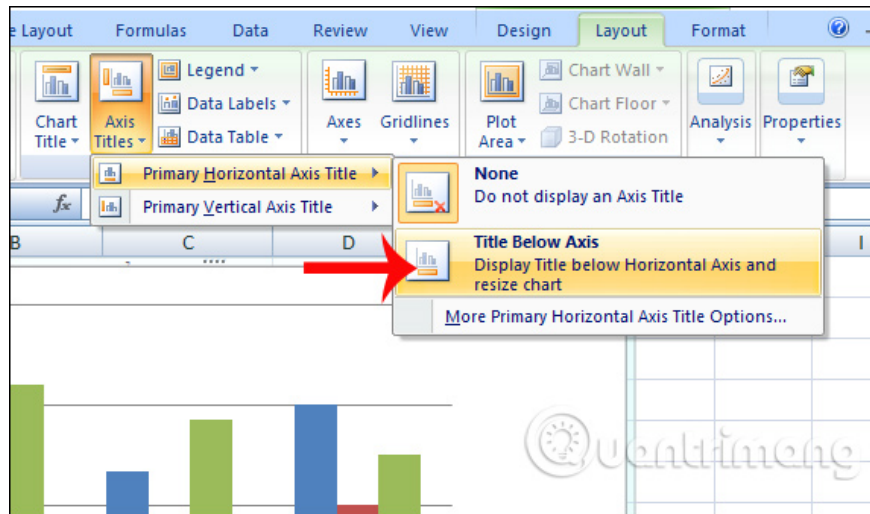 e Layout Formulas Data Review View Design Layout Format
Legend
Chart Wall
Data Labels
Chart Floor
Chart Title
Axis Titles
Data Table
Axes
Gridlines
Plot Area
3-D Rotation
Analysis
Properties
Primary Horizontal Axis Title
Primary Vertical Axis Title
None
Do not display an Axis Title
Title Below Axis
Display Title below Horizontal Axis and
resize chart
More Primary Horizontal Axis Title Options...
fx
B C D I
Quantrimang